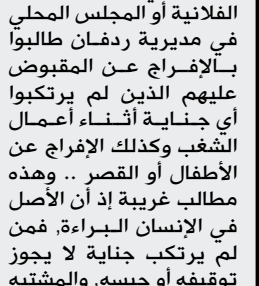 الفلانية أو المجلس المحلي
في مديرية ردفان طالبوا
بالإفراج عن المقبوض
عليهم الذين لم يرتكبوا
أي جناية أثناء أعمال
الشغب وكذلك الإفراج عن
الأطفال أو القصر .. وهذه
مطالب غريبة إذ أن الأصل
في الإنسان البراءة, فمن
لم يرتكب جناية لا يجوز
توقيفه أو حبسه, والمشتبه